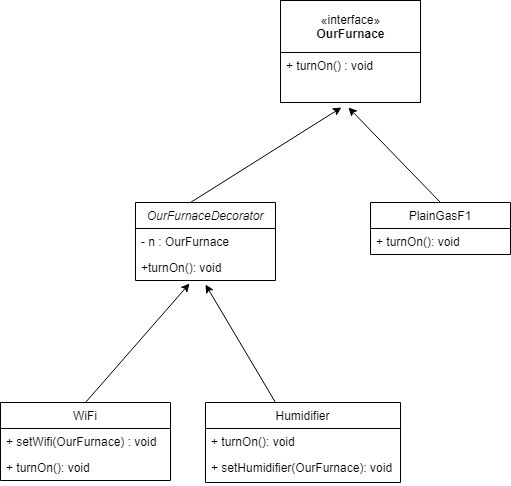 «interface»
OurFurnace
+ turnOn() : void
OurFurnaceDecorator
- n : OurFurnace
+turnOn(): void
PlainGasF1
+ turnOn(): void
WiFi
+ setWifi(OurFurnace) : void
+ turnOn(): void
Humidifier
+ turnOn(): void
+ setHumidifier(OurFurnace): void